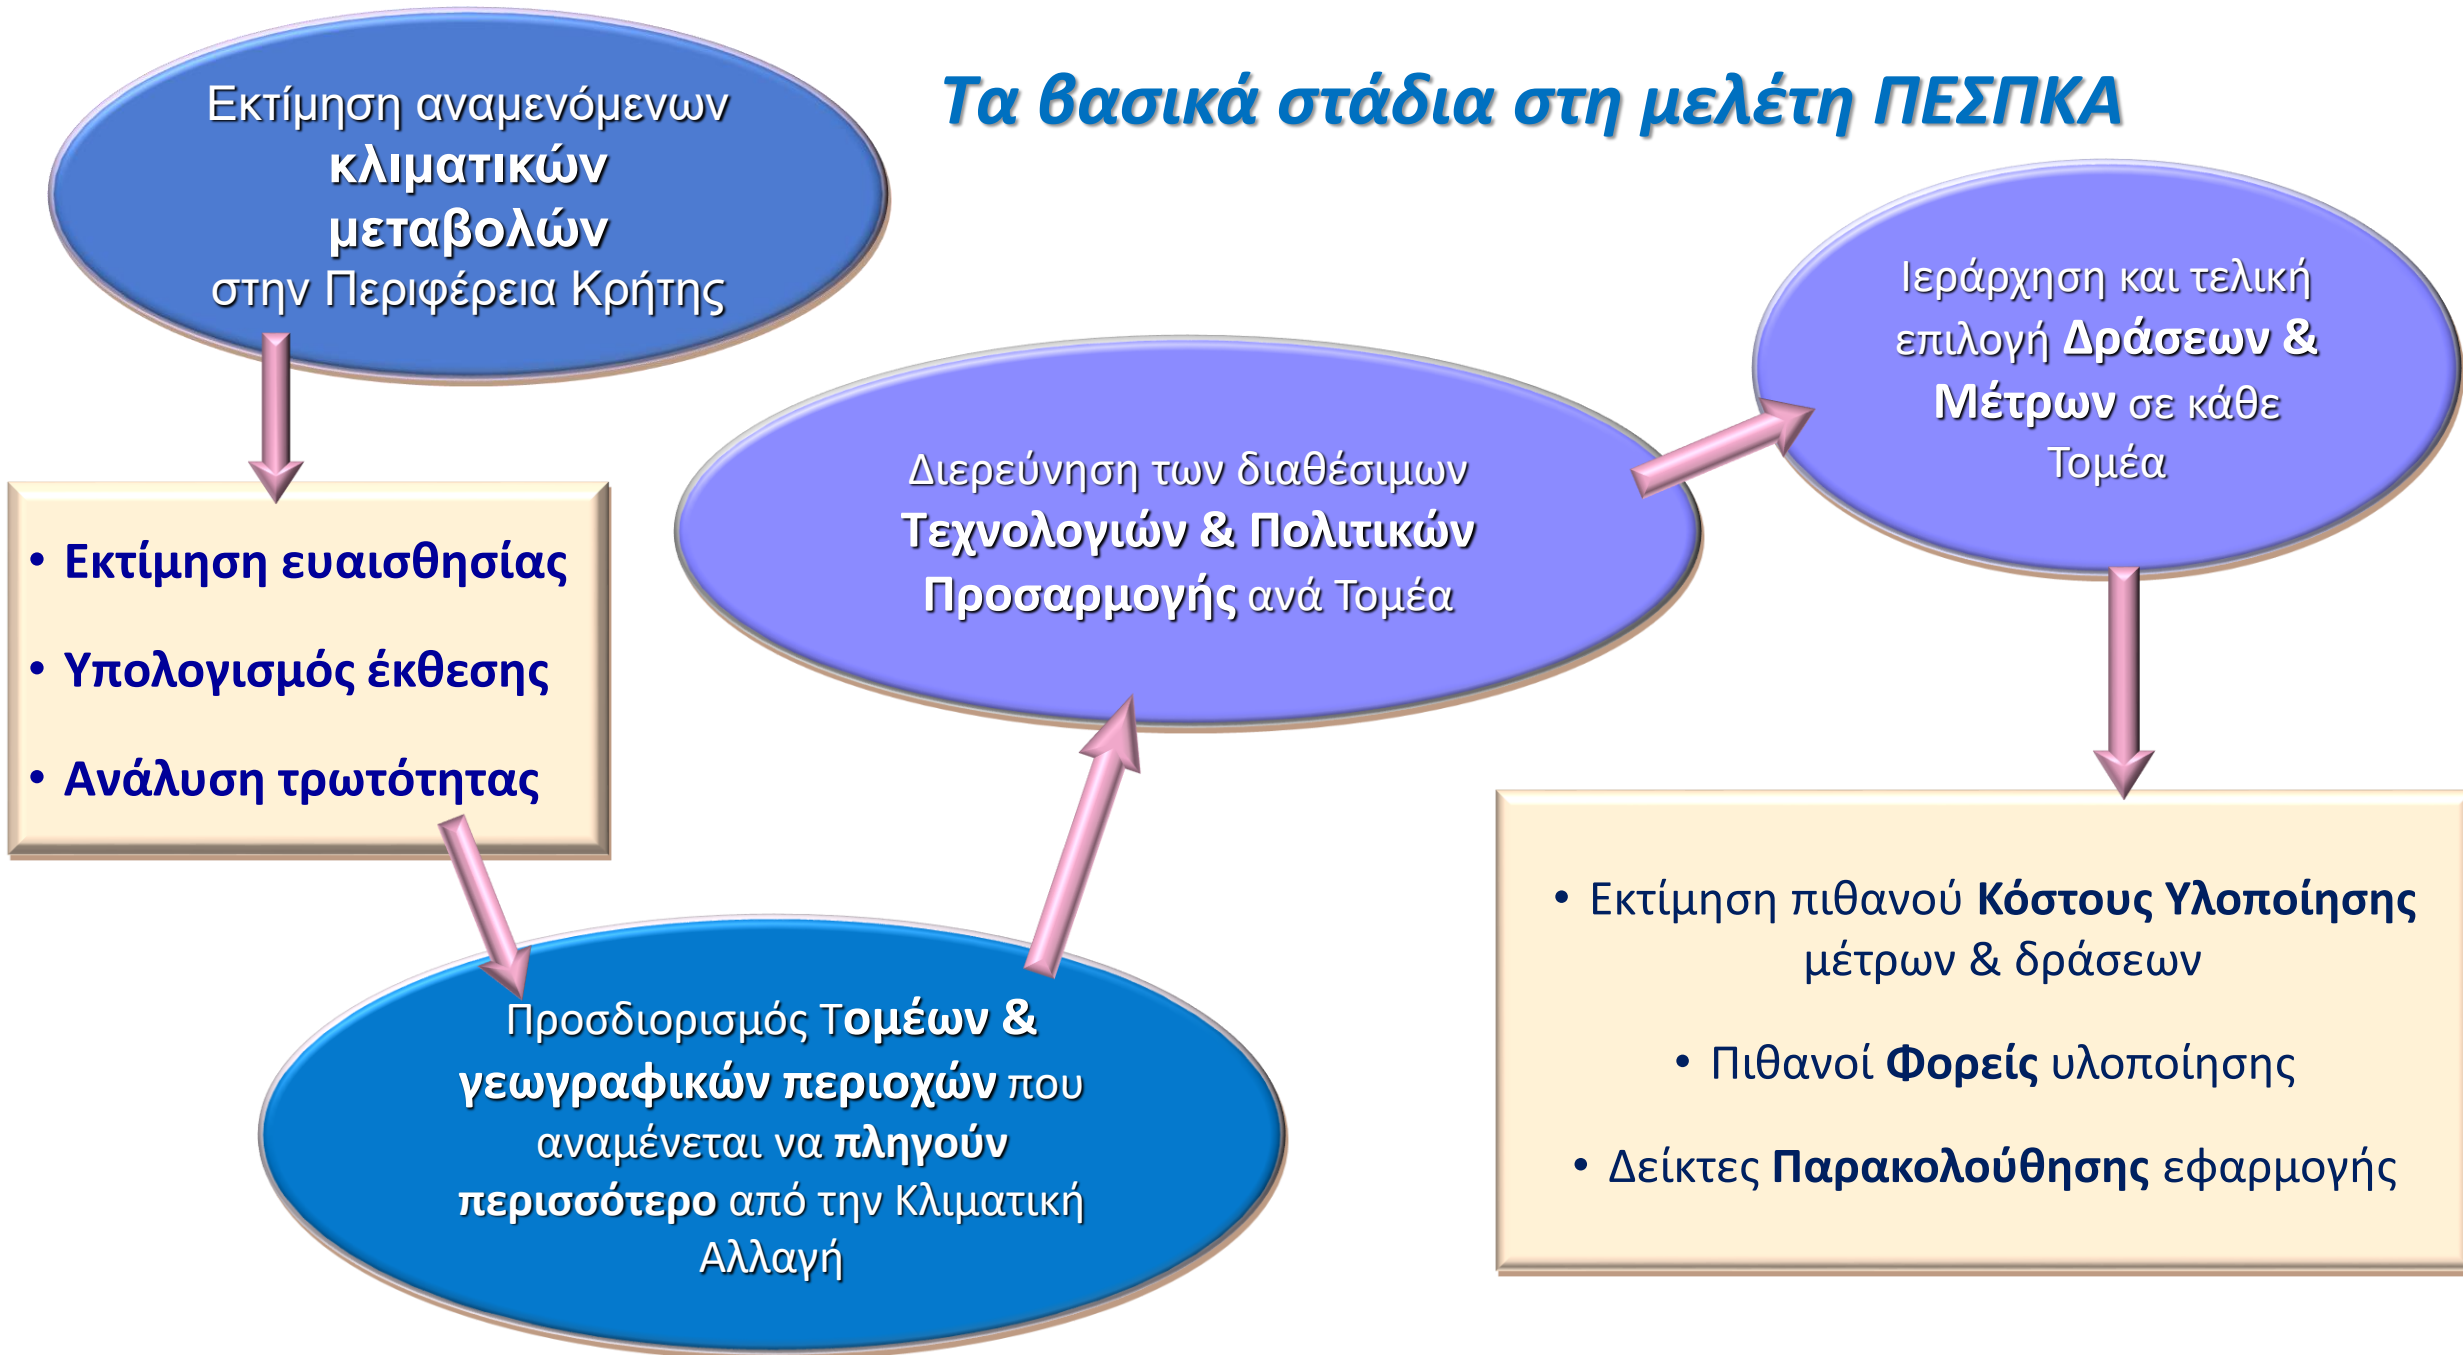 Τα βασικά στάδια στη μελέτη ΠΕΣΠΚΑ
Εκτίμηση αναμενόμενων
κλιματικών
μεταβολών
στην Περιφέρεια Κρήτης
• Εκτίμηση ευαισθησίας
• Υπολογισμός έκθεσης
• Ανάλυση τρωτότητας
Προσδιορισμός Τομέων &
γεωγραφικών περιοχών που
αναμένεται να πληγούν
περισσότερο από την Κλιματική
Αλλαγή
Διερεύνηση των διαθέσιμων
Τεχνολογιών & Πολιτικών
Προσαρμογής ανά Τομέα
Ιεράρχηση και τελική
επιλογή Δράσεων &
Μέτρων σε κάθε
Τομέα
• Εκτίμηση πιθανού Κόστους Υλοποίησης
μέτρων & δράσεων
• Πιθανοί Φορείς υλοποίησης
• Δείκτες Παρακολούθησης εφαρμογής